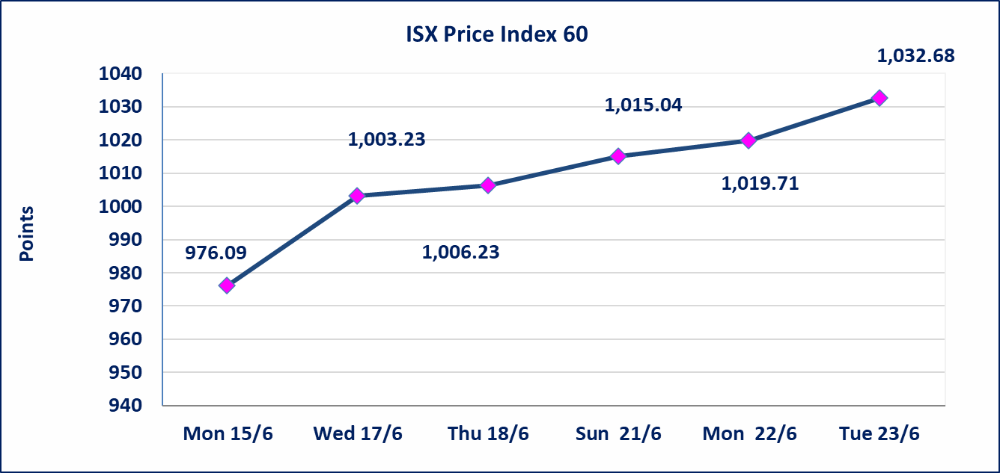 ISX Price Index 60
1,032.68
1040
1030
1,015.04
1020
1,003.23
1010
1,019.71
1000
990
976.09
1,006.23
980
970
960
950
940
Points
Mon 15/6
Wed 17/6
Thu 18/6
Sun  21/6
Mon  22/6
Tue 23/6